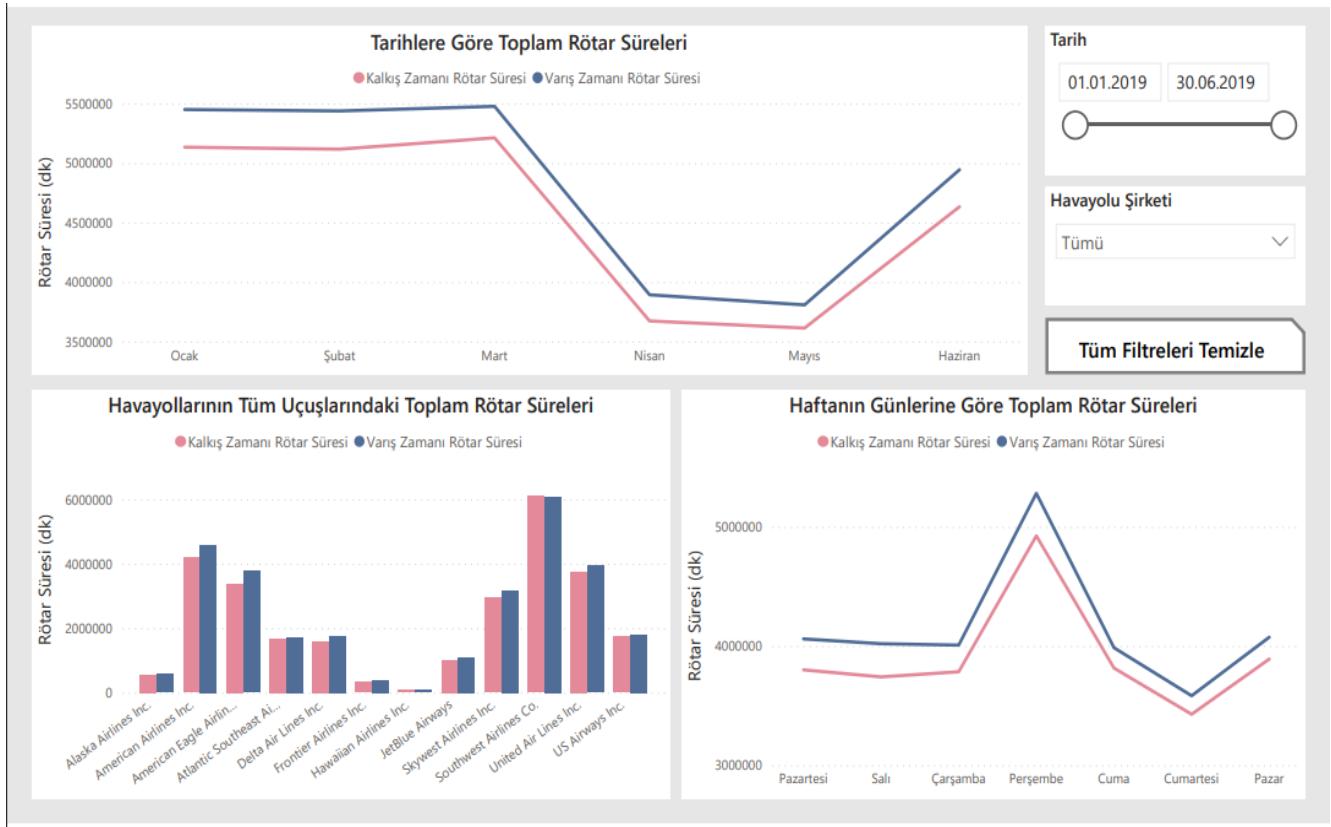 Tarihlere Göre Toplam Rötar Süreleri
Kalkış Zamanı Rötar Süresi Varış Zamanı Rötar Süresi
Rötar Süresi (dk)
5500000
5000000
4500000
4000000
3500000
Ocak Şubat Mart Nisan Mayıs Haziran
Tarih
01.01.2019 30.06.2019
Havayolu Şirketi
Tümü
Tüm Filtreleri Temizle
Havayollarının Tüm Uçuşlarındaki Toplam Rötar Süreleri
Kalkış Zamanı Rötar Süresi Varış Zamanı Rötar Süresi
Rötar Süresi (dk)
6000000
4000000
2000000
0
Alaska Airlines Inc.
American Airlines Inc.
American Eagle Airlin...
Atlantic Southeast Ai...
Delta Air Lines Inc.
Frontier Airlines Inc.
Hawaiian Airlines Inc.
JetBlue Airways
Skywest Airlines Inc.
Southwest Airlines Co.
United Air Lines Inc.
US Airways Inc.
Haftanın Günlerine Göre Toplam Rötar Süreleri
Kalkış Zamanı Rötar Süresi Varış Zamanı Rötar Süresi
Rötar Süresi (dk)
5000000
4000000
3000000
Pazartesi Salı Çarşamba Perşembe Cuma Cumartesi Pazar